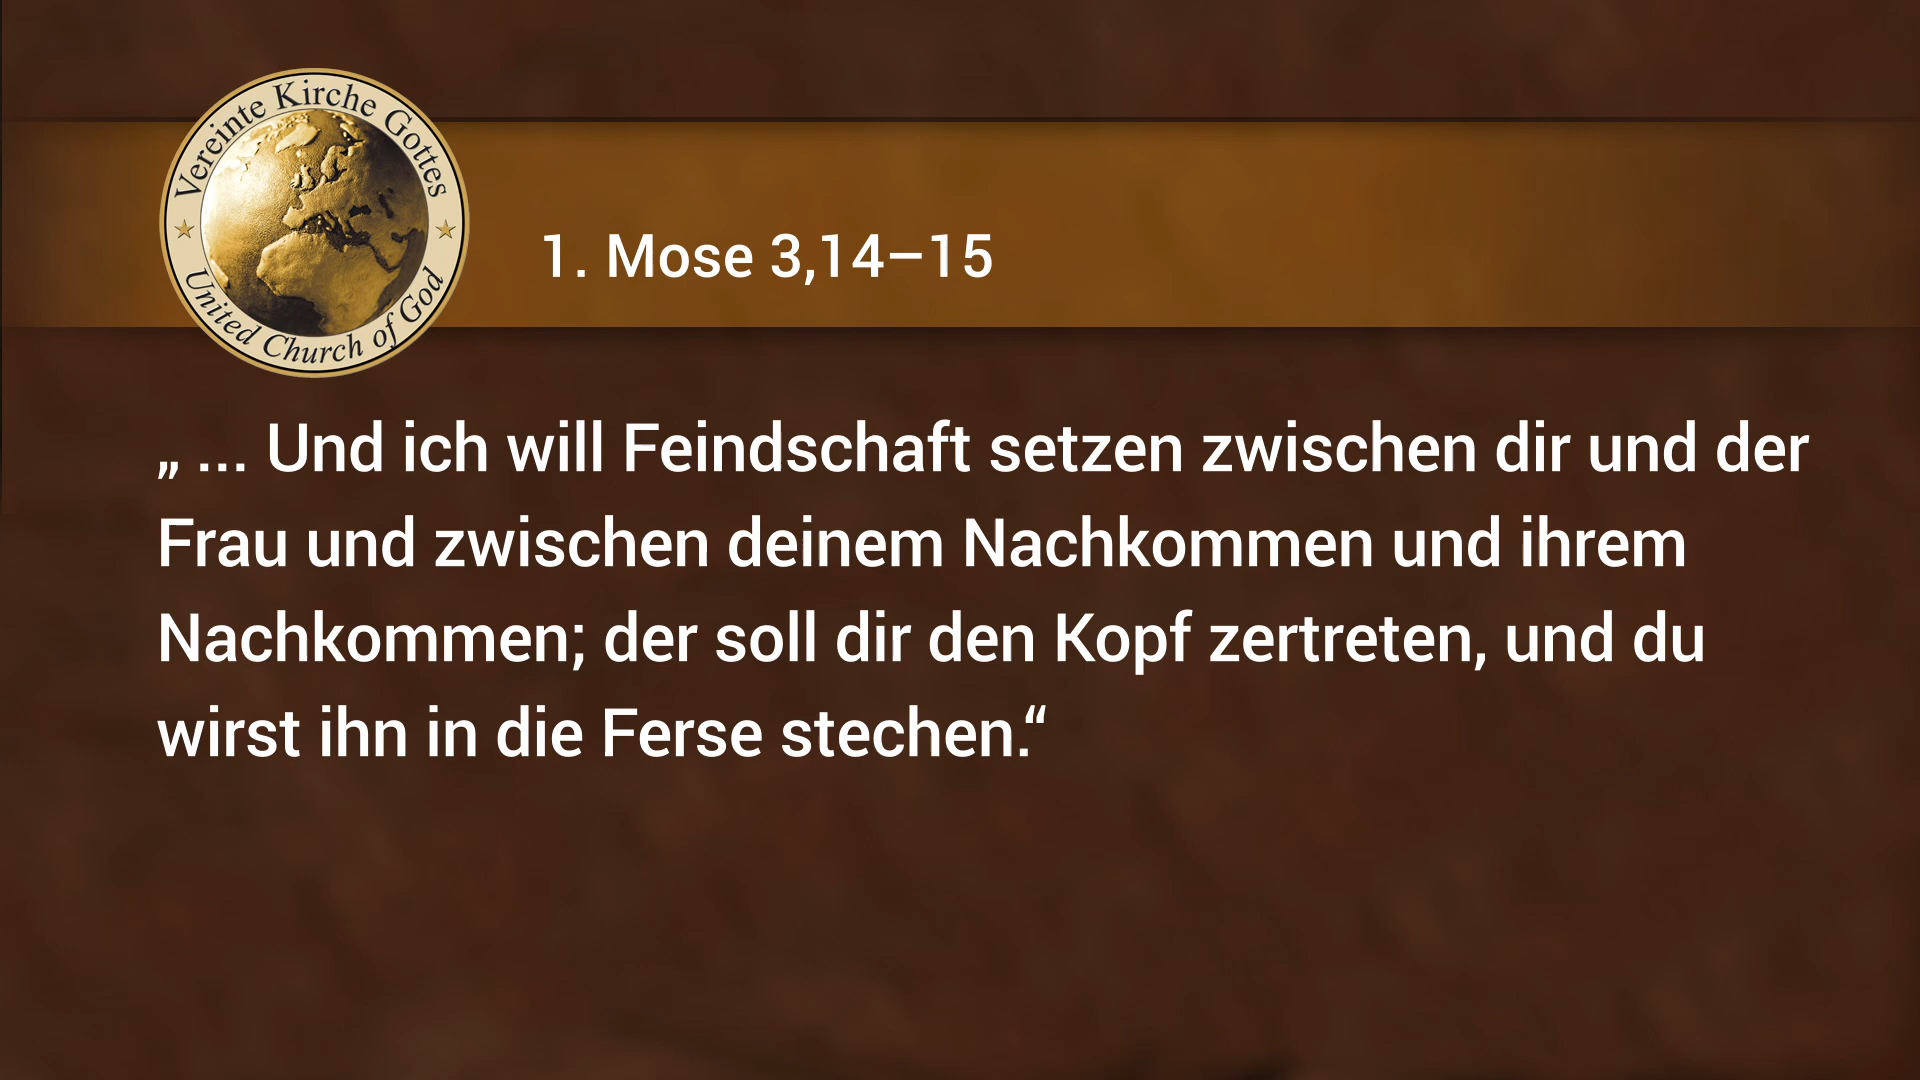 Vereinte Kirche Gottes
United Church of God
1. Mose 3,14–15
„ ... Und ich will Feindschaft setzen zwischen dir und der
Frau und zwischen deinem Nachkommen und ihrem
Nachkommen; der soll dir den Kopf zertreten, und du
wirst ihn in die Ferse stechen.“